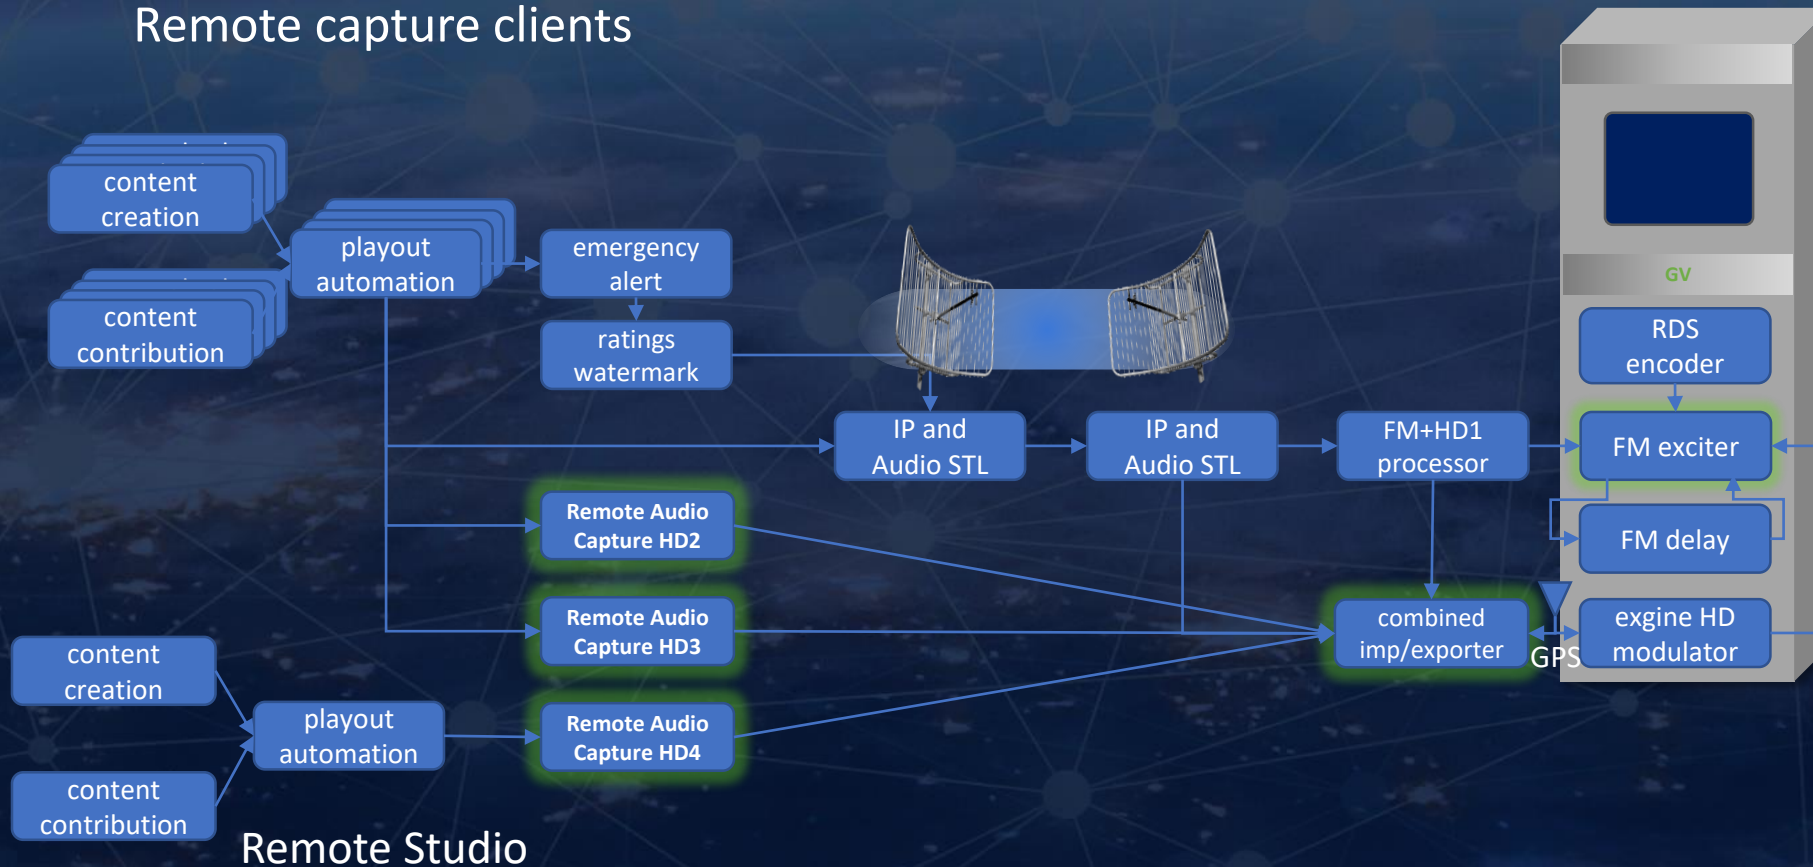 Remote capture clients
content
creation
content
contribution
playout
automation
emergency
alert
ratings
watermark
IP and
Audio STL
IP and
Audio STL
FM+HD1
processor
GV
RDS
encoder
FM exciter
FM delay
exgine HD
modulator
Remote Audio
Capture HD2
Remote Audio
Capture HD3
Remote Audio
Capture HD4
combined
imp/exporter
GPS
content
creation
content
contribution
playout
automation
Remote Studio